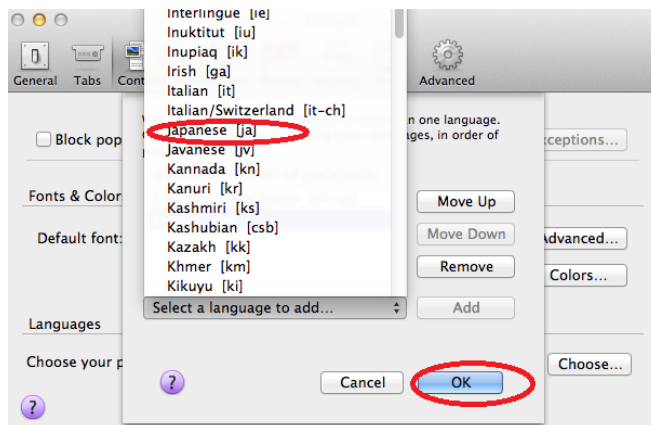 Interlingue [ie]
Inuktitut [iu]
Inupiaq [ik]
Irish [ga]
Italian [it]
Italian/Switzerland [it-ch]
Japanese [ja]
Javanese [jv]
Kannada [kn]
Kanuri [kr]
Kashmiri [ks]
Kashubian [csb]
Kazakh [kk]
Khmer [km]
Kikuyu [ki]
Select a language to add...
General Tabs Cont
Advanced
n one language.
ages, in order of
Block pop
ceptions...
Fonts & Color
Move Up
Default font:
Move Down
Advanced...
Remove
Colors...
Add
Languages
Choose your p
Choose...
? Cancel OK
?